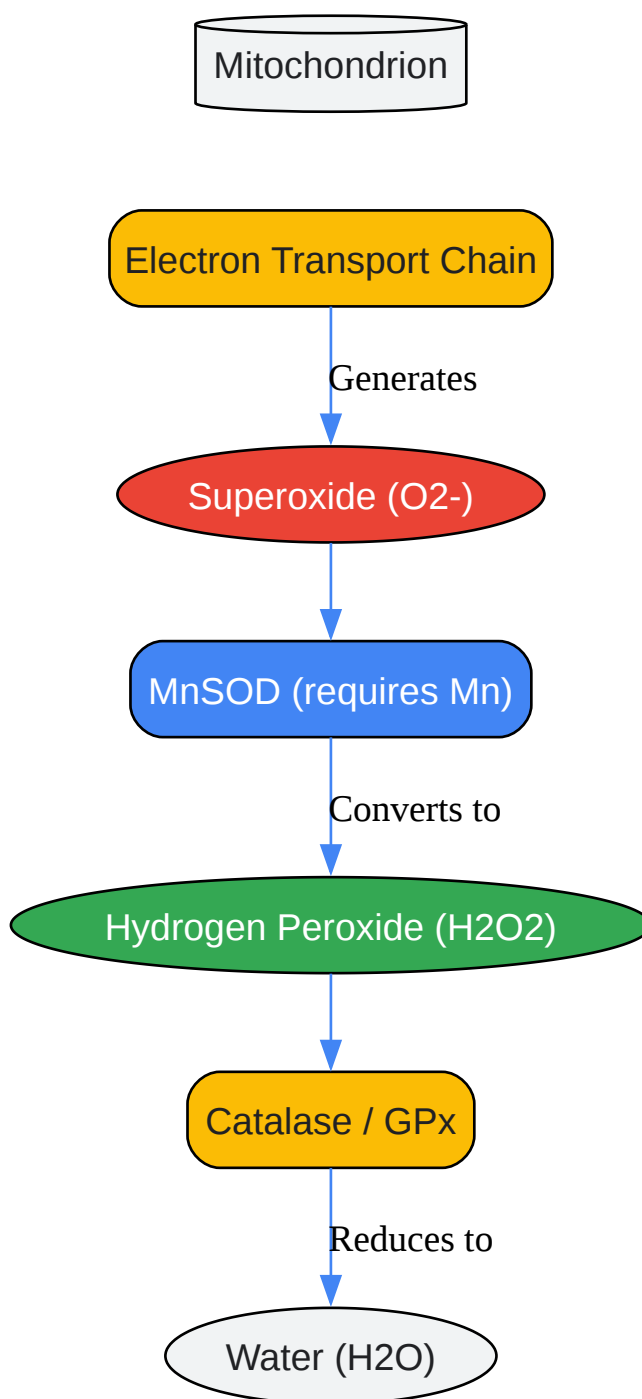 Mitochondrion
Electron Transport Chain
Generates
Superoxide (O2-)
MnSOD (requires Mn)
Converts to
Hydrogen Peroxide (H2O2)
Catalase / GPx
Reduces to
Water (H2O)